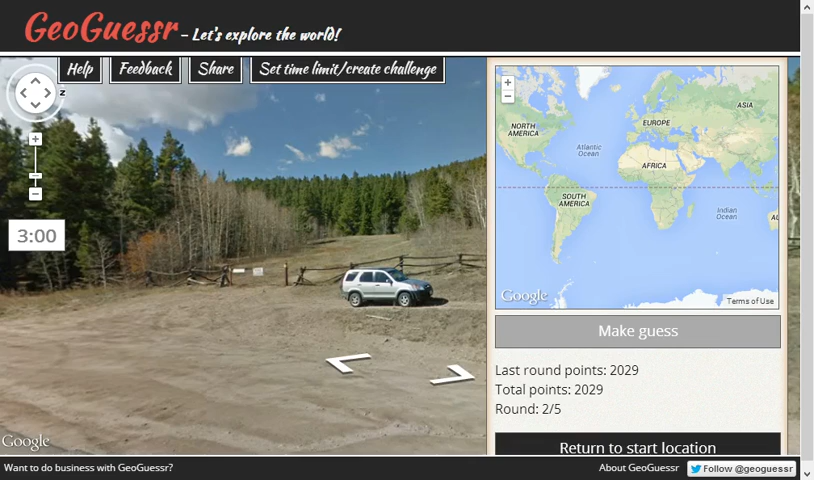 GeoGuessr – Let's explore the world!
Help
Feedback
Share
Set time limit/create challenge
z
3:00
NORTH AMERICA
EUROPE
ASIA
Atlantic Ocean
AFRICA
SOUTH AMERICA
Indian Ocean
AU
Google
Terms of Use
Make guess
Last round points: 2029
Total points: 2029
Round: 2/5
Return to start location
Google
Want to do business with GeoGuessr?
About GeoGuessr
Follow @geoguessr